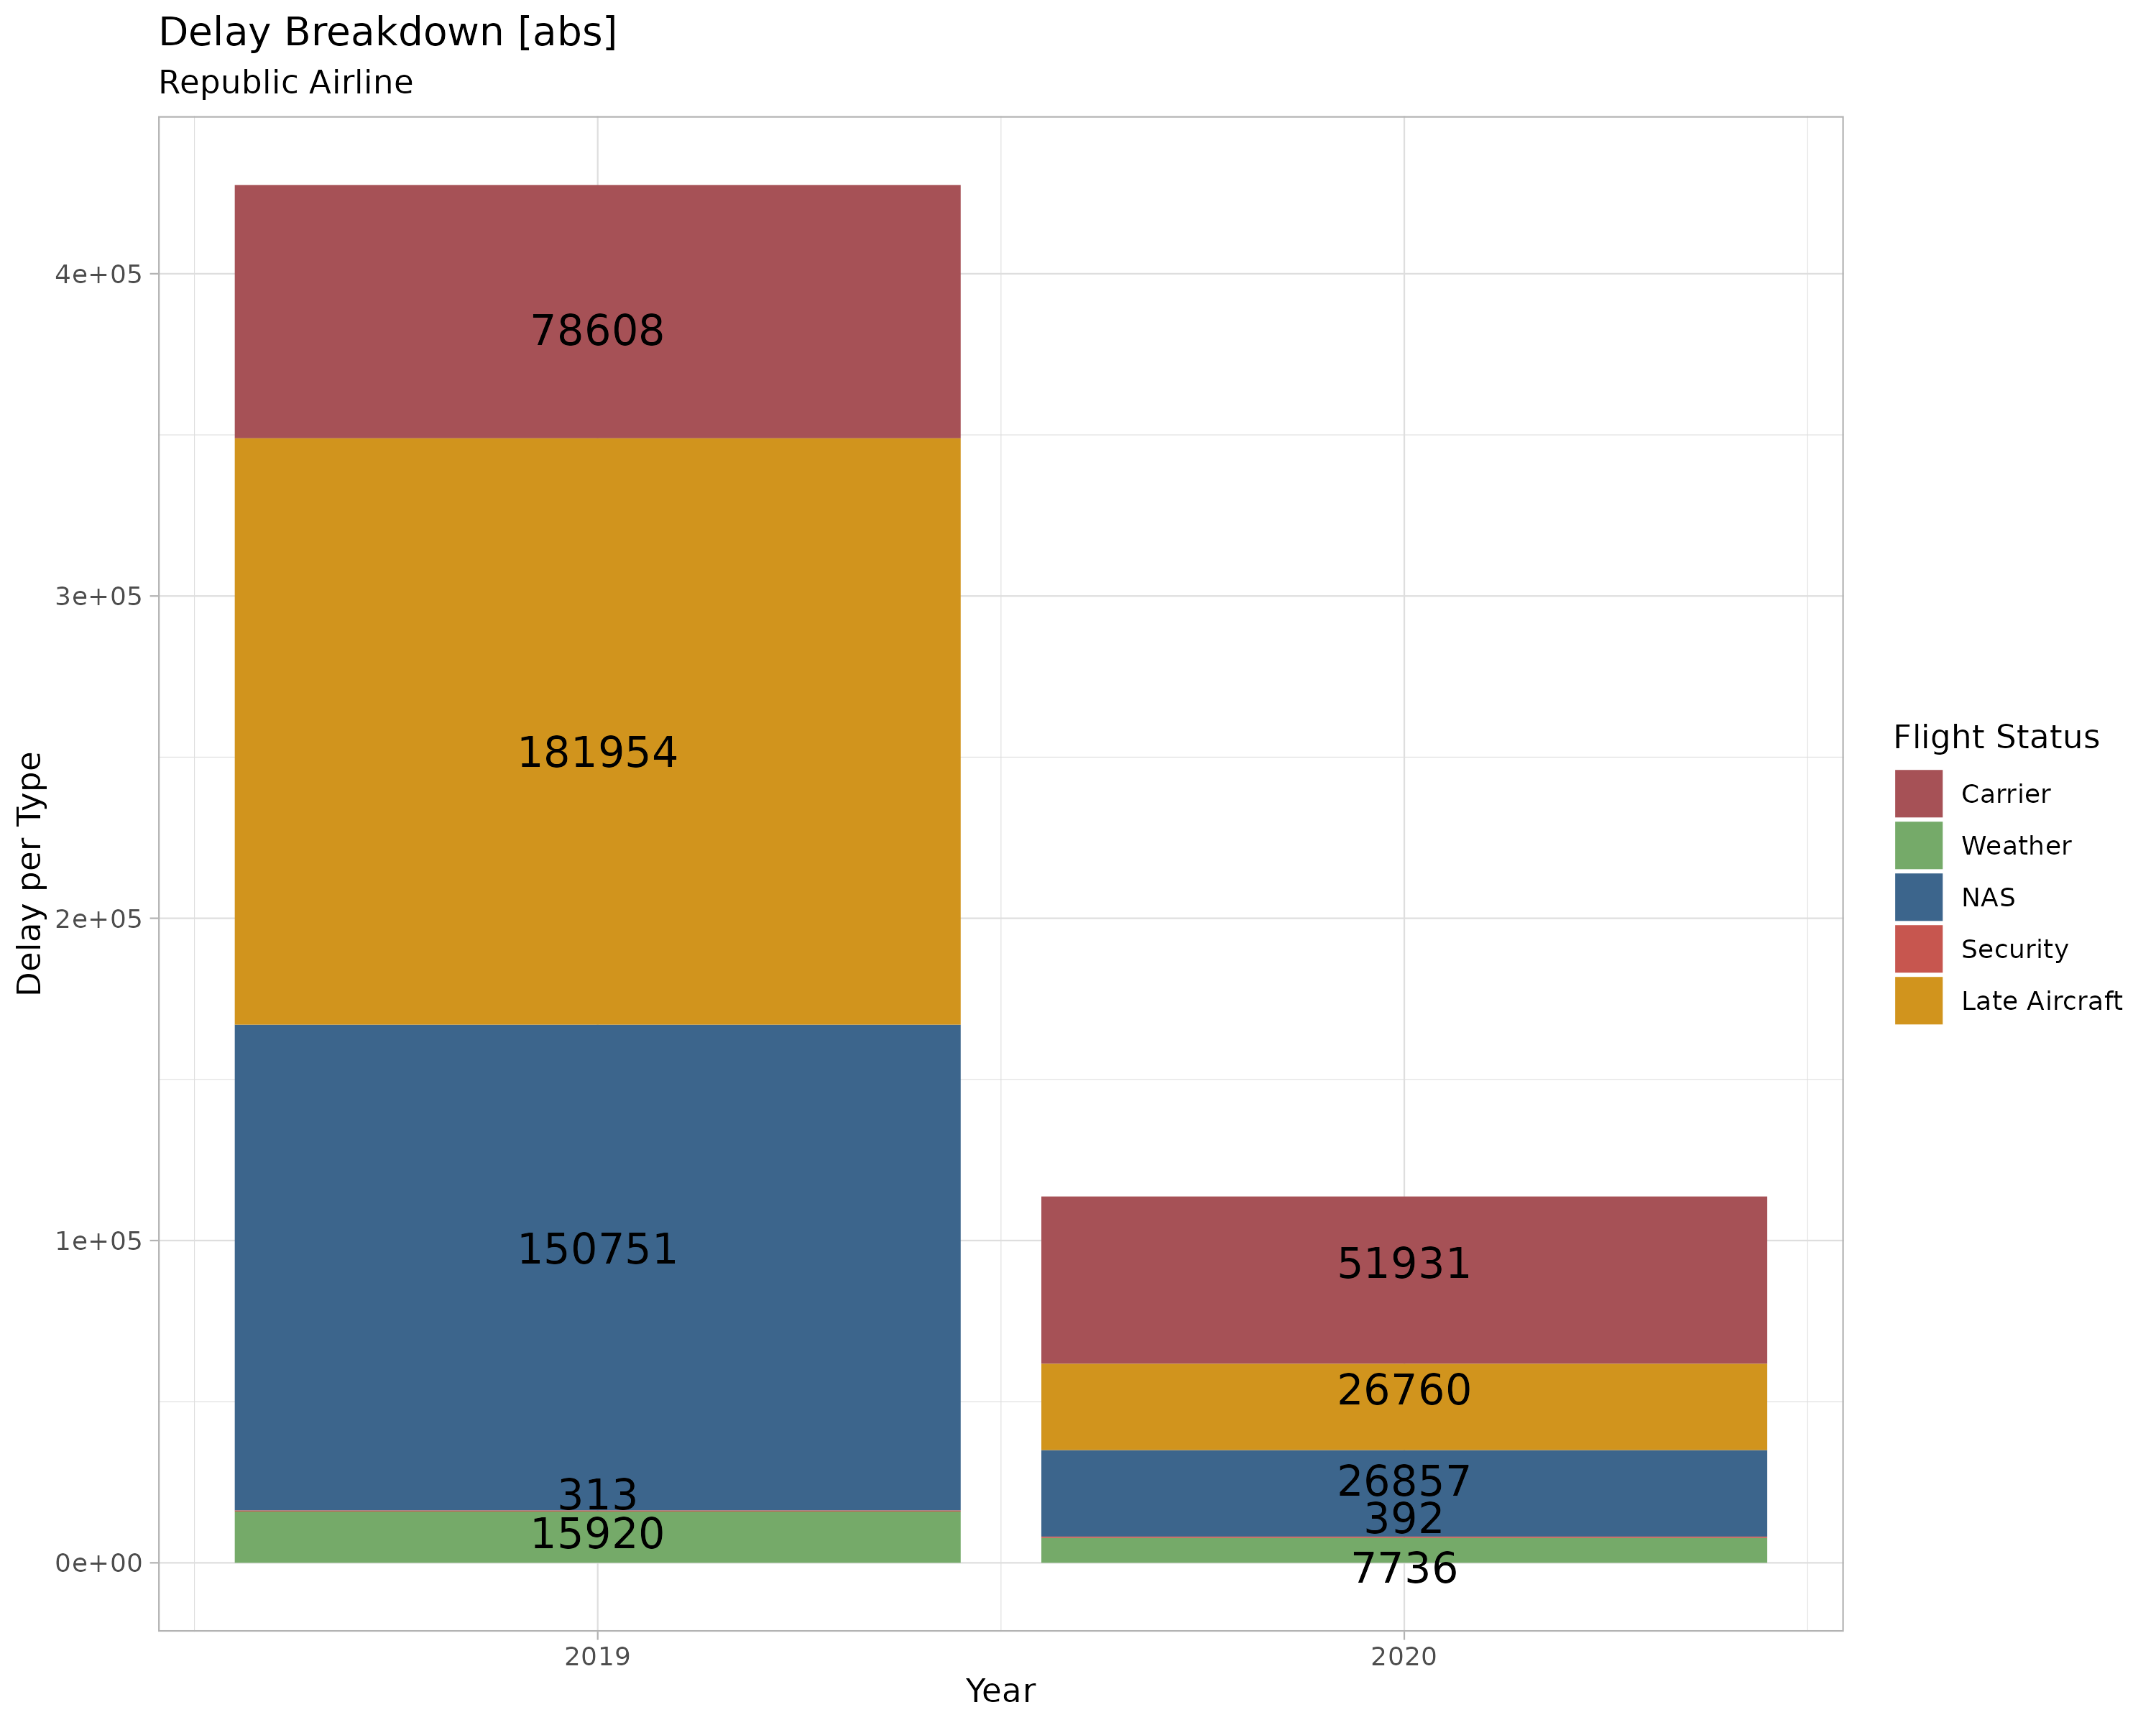 Delay Breakdown [abs]
Republic Airline
Delay per Type
4e+05
3e+05
2e+05
1e+05
0e+00
78608
181954
150751
313
15920
51931
26760
26857
392
7736
2019
2020
Year
Flight Status
Carrier
Weather
NAS
Security
Late Aircraft